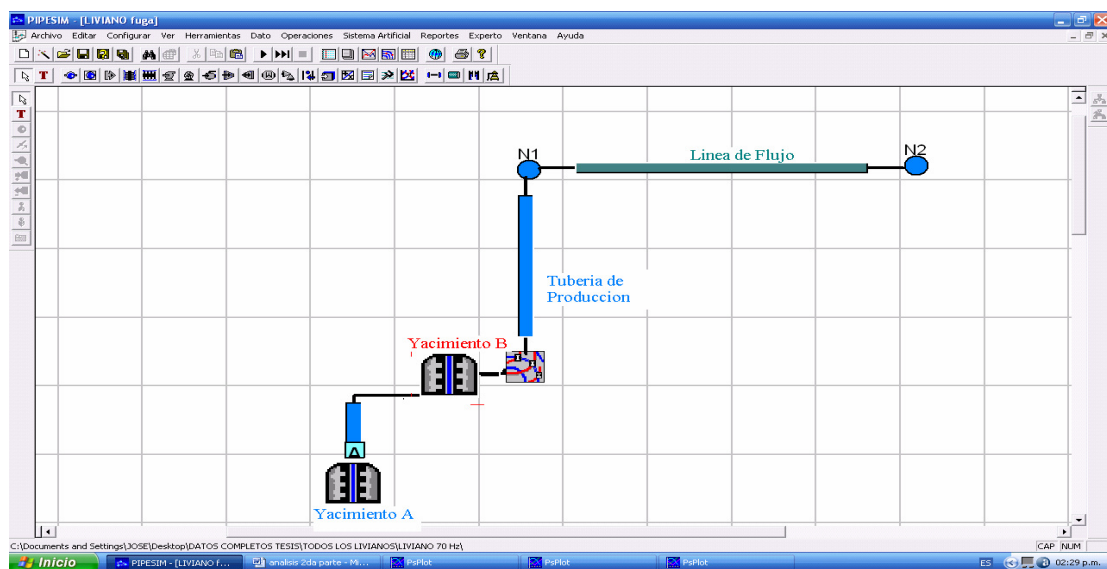 PIPESIM - [LIVIANO fuga]
Archivo Editar Configurar Ver Herramientas Dato Operaciones Sistema Artificial Reportes Experto Ventana Ayuda
T
T
N1
Linea de Flujo
N2
Tuberia de
Produccion
Yacimiento B
A
Yacimiento A
C:\Documents and Settings\JOSE\Desktop\DATOS COMPLETOS TESIS\TODOS LOS LIVIANOS\LIVIANO 70 Hz\
CAP NUM
Inicio PIPESIM - [LIVIANO F... analisis 2da parte - Mi... PsPlot PsPlot PsPlot ES 02:29 p.m.